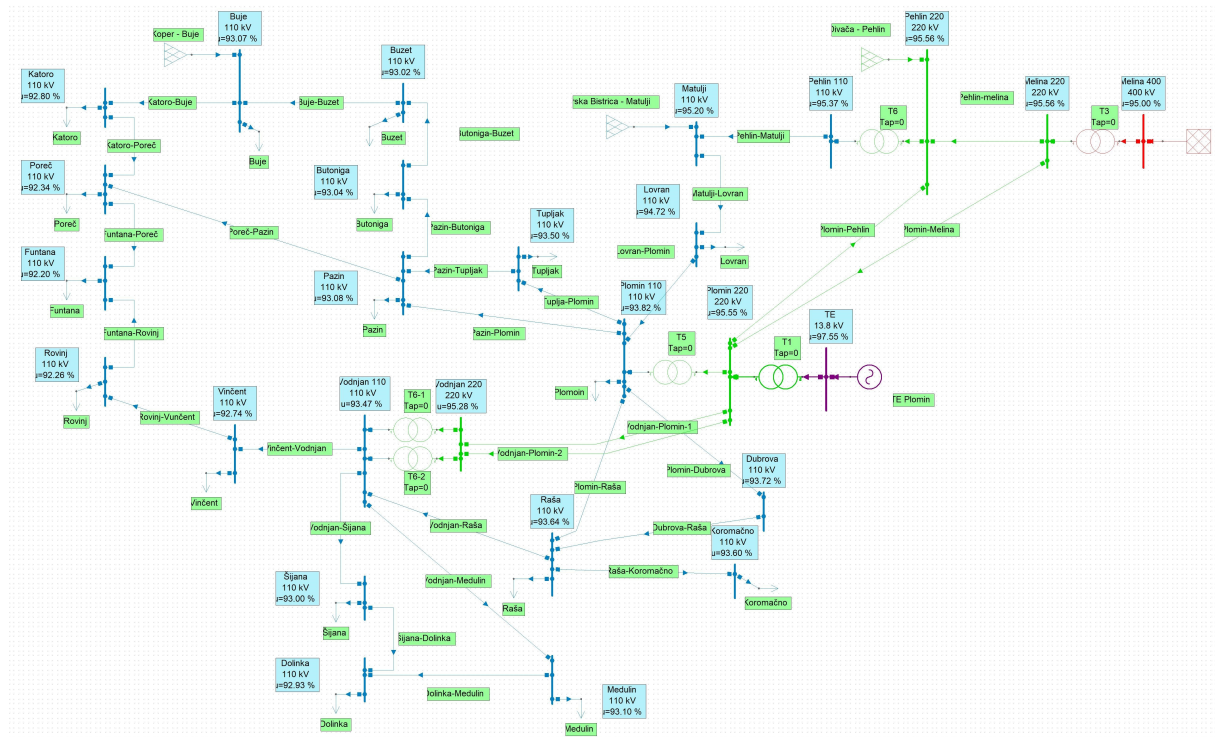 Buje
110 kV
u=93.07 %
Koper - Buje
Pehlin 220
220 kV
u=95.56 %
Divača - Pehlin
Buzet
110 kV
u=93.02 %
Katoro
110 kV
u=92.80 %
Matulji
110 kV
u=95.20 %
Pehlin 110
110 kV
u=95.37 %
Melina 220
220 kV
u=95.56 %
Melina 400
400 kV
u=95.00 %
Pehlin-melina
rska Bistrica - Matulji
Katoro-Buje
Buje-Buzet
T6
Tap=0
T3
Tap=0
Katoro
Buzet
Butoniga-Buzet
Pehlin-Matulji
Katoro-Poreč
Buje
Poreč
110 kV
u=92.34 %
Butoniga
110 kV
u=93.04 %
Lovran
110 kV
u=94.72 %
Matulji-Lovran
Tupljak
110 kV
u=93.50 %
Poreč
Funtana-Poreč
Poreč-Pazin
Butoniga
Pazin-Butoniga
Plomin-Pehlin
Plomin-Melina
Funtana
110 kV
u=92.20 %
Lovran-Plomin
Lovran
Pazin
110 kV
u=93.08 %
Pazin-Tupljak
Tupljak
Plomin 110
110 kV
u=93.82 %
Plomin 220
220 kV
u=95.55 %
Tuplja-Plomin
Funtana
TE
13.8 kV
u=97.55 %
Funtana-Rovinj
Pazin
Pazin-Plomin
T5
Tap=0
T1
Tap=0
Rovinj
110 kV
u=92.26 %
Vinčent
110 kV
u=92.74 %
Vodnjan 110
110 kV
u=93.47 %
T6-1
Tap=0
Vodnjan 220
220 kV
u=95.28 %
Plomoin
TE Plomin
Rovinj
Rovinj-Vunčent
Vodnjan-Plomin-1
Vinčent-Vodnjan
Vodnjan-Plomin-2
T6-2
Tap=0
Plomin-Dubrova
Dubrova
110 kV
u=93.72 %
Plomin-Raša
Vinčent
Raša
110 kV
u=93.64 %
Vodnjan-Šijana
Vodnjan-Raša
Dubrova-Raša
Koromačno
110 kV
u=93.60 %
Raša-Koromačno
Šijana
110 kV
u=93.00 %
Vodnjan-Medulin
Raša
Koromačno
Šijana
Šijana-Dolinka
Dolinka
110 kV
u=92.93 %
Dolinka-Medulin
Medulin
110 kV
u=93.10 %
Dolinka
Medulin